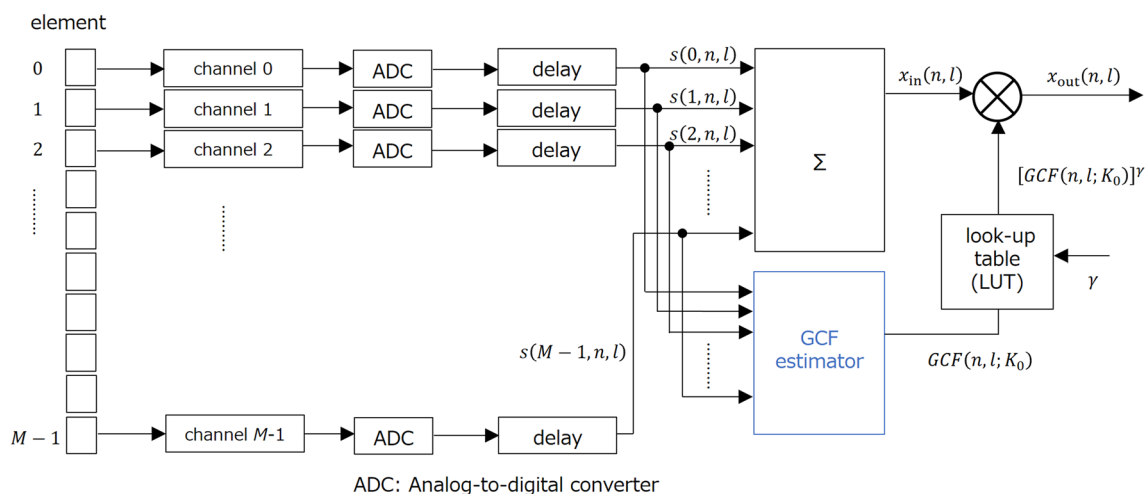 element
0 channel 0 ADC delay s(0, n, l) x_in(n, l) x_out(n, l)
1 channel 1 ADC delay s(1, n, l)
2 channel 2 ADC delay s(2, n, l)
Σ
[GCF(n, l; K_0)]^γ
look-up
table
(LUT)
γ
GCF
estimator
s(M − 1, n, l)
GCF(n, l; K_0)
M − 1 channel M-1 ADC delay
ADC: Analog-to-digital converter